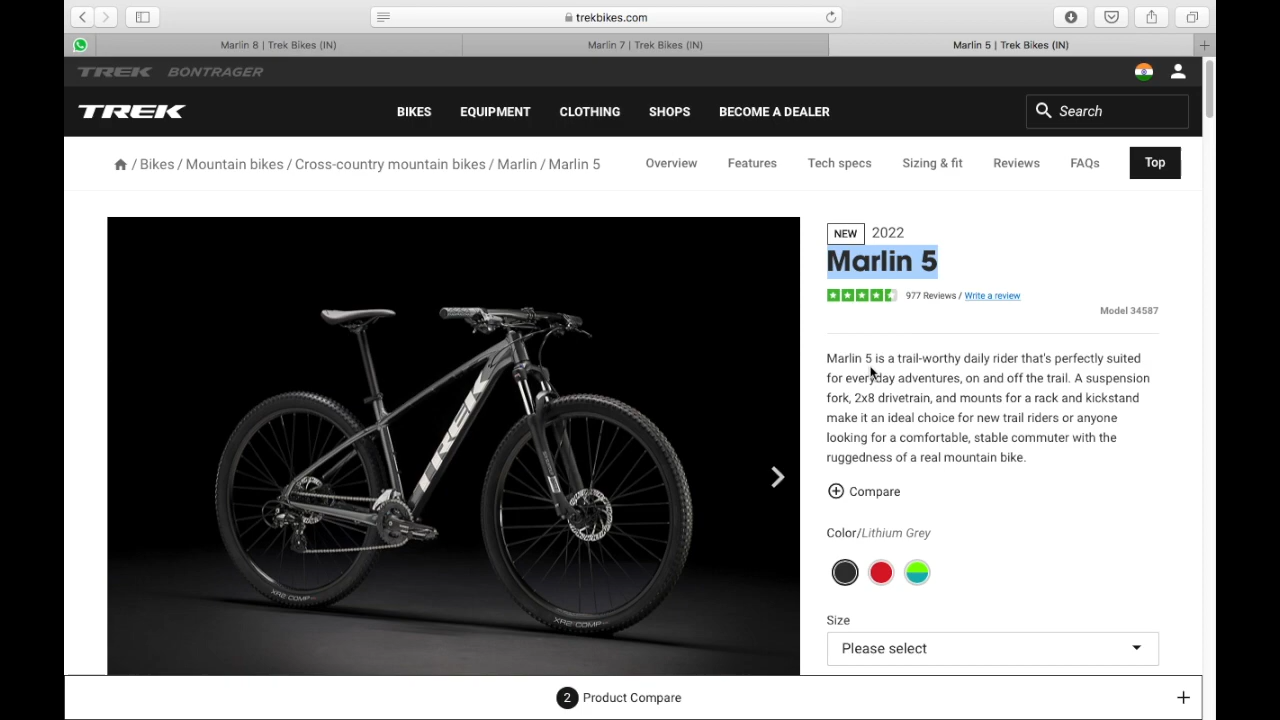 trekbikes.com
Marlin 8 | Trek Bikes (IN)
Marlin 7 | Trek Bikes (IN)
Marlin 5 | Trek Bikes (IN)
TREK BONTRAGER
TREK BIKES EQUIPMENT CLOTHING SHOPS BECOME A DEALER Search
/ Bikes / Mountain bikes / Cross-country mountain bikes / Marlin / Marlin 5
Overview Features Tech specs Sizing & fit Reviews FAQs Top
NEW 2022
Marlin 5
977 Reviews / Write a review
Model 34587
Marlin 5 is a trail-worthy daily rider that's perfectly suited
for everyday adventures, on and off the trail. A suspension
fork, 2x8 drivetrain, and mounts for a rack and kickstand
make it an ideal choice for new trail riders or anyone
looking for a comfortable, stable commuter with the
ruggedness of a real mountain bike.
Compare
Color/Lithium Grey
Size
Please select
TREK
XR2 COMP
XR2 COMP
2 Product Compare